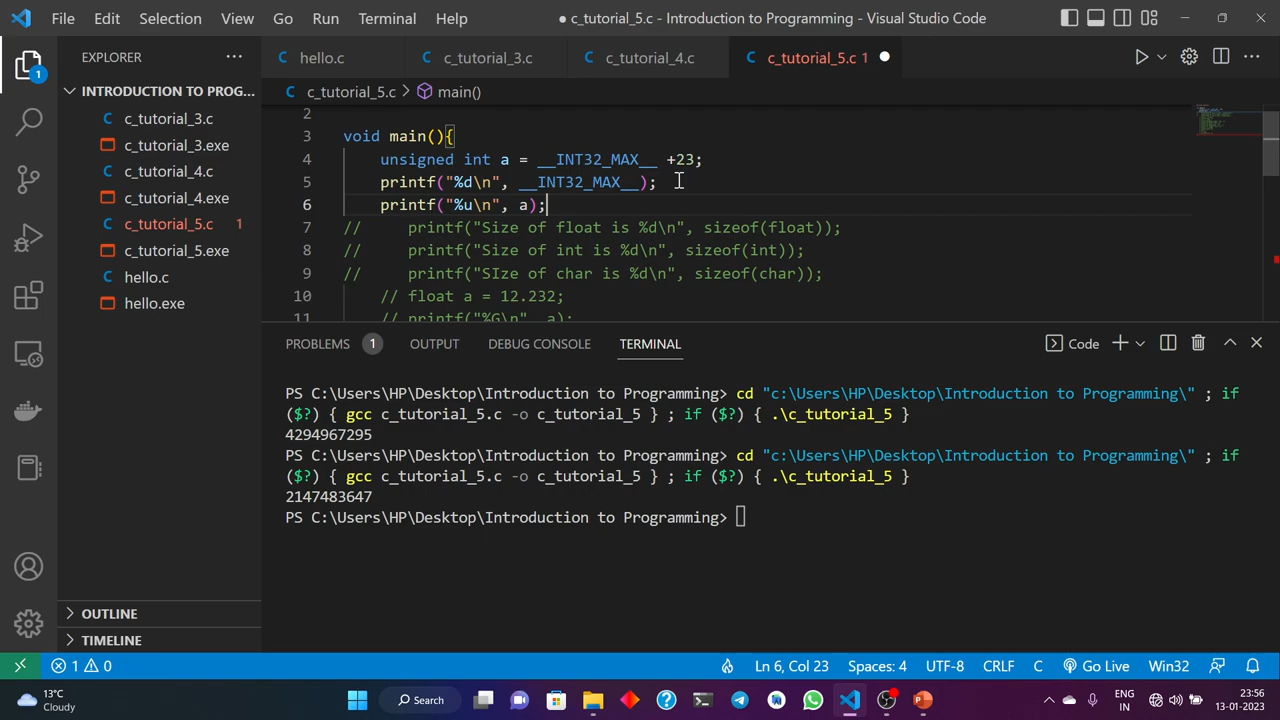 File Edit Selection View Go Run Terminal Help
● c_tutorial_5.c - Introduction to Programming - Visual Studio Code
1
EXPLORER ···
INTRODUCTION TO PROG...
C c_tutorial_3.c
c_tutorial_3.exe
C c_tutorial_4.c
c_tutorial_4.exe
C c_tutorial_5.c 1
c_tutorial_5.exe
C hello.c
hello.exe
OUTLINE
TIMELINE
C hello.c C c_tutorial_3.c C c_tutorial_4.c C c_tutorial_5.c 1 ●
C c_tutorial_5.c > main()
2
3 void main(){
4 unsigned int a = __INT32_MAX__ +23;
5 printf("%d\n", __INT32_MAX__);
6 printf("%u\n", a);
7 // printf("Size of float is %d\n", sizeof(float));
8 // printf("Size of int is %d\n", sizeof(int));
9 // printf("SIze of char is %d\n", sizeof(char));
10 // float a = 12.232;
11 // printf("%G\n", a);
PROBLEMS 1 OUTPUT DEBUG CONSOLE TERMINAL Code
PS C:\Users\HP\Desktop\Introduction to Programming> cd "c:\Users\HP\Desktop\Introduction to Programming\" ; if
($?) { gcc c_tutorial_5.c -o c_tutorial_5 } ; if ($?) { .\c_tutorial_5 }
4294967295
PS C:\Users\HP\Desktop\Introduction to Programming> cd "c:\Users\HP\Desktop\Introduction to Programming\" ; if
($?) { gcc c_tutorial_5.c -o c_tutorial_5 } ; if ($?) { .\c_tutorial_5 }
2147483647
PS C:\Users\HP\Desktop\Introduction to Programming>
1 0 Ln 6, Col 23 Spaces: 4 UTF-8 CRLF C Go Live Win32
13°C
Cloudy
Search
ENG
IN
23:56
13-01-2023